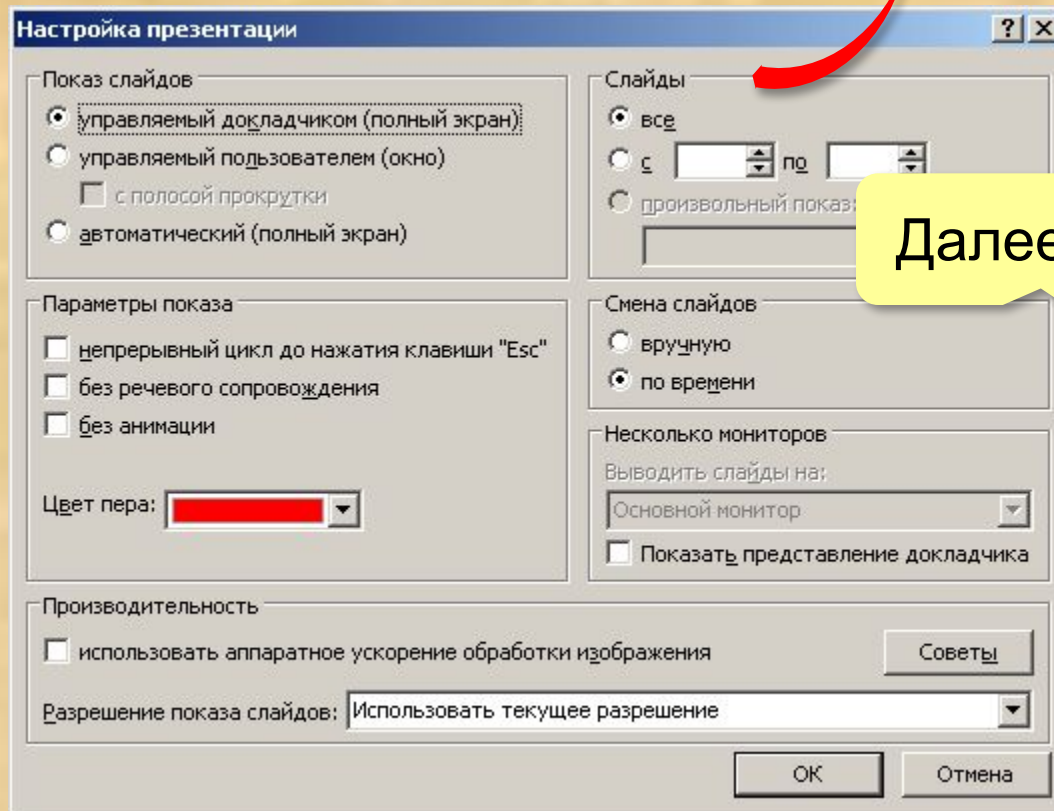 Настройка презентации
Показ слайдов
управляемый докладчиком (полный экран)
управляемый пользователем (окно)
с полосой прокрутки
автоматический (полный экран)
Слайды
все
с по
произвольный показ:
Далее
Параметры показа
непрерывный цикл до нажатия клавиши "Esc"
без речевого сопровождения
без анимации
Цвет пера:
Смена слайдов
вручную
по времени
Несколько мониторов
Выводить слайды на:
Основной монитор
Показать представление докладчика
Производительность
использовать аппаратное ускорение обработки изображения
Советы
Разрешение показа слайдов: Использовать текущее разрешение
ОК Отмена